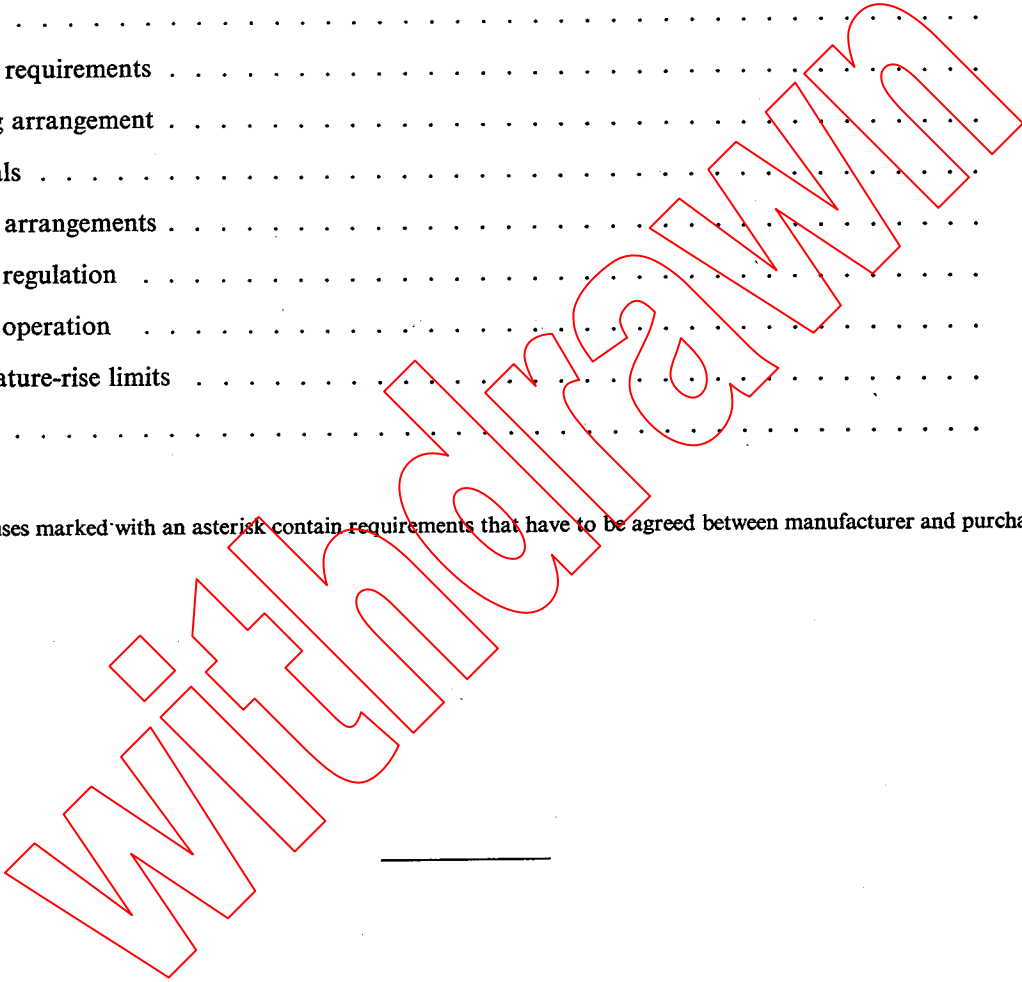 . . . . . . . . . . . . . . . . . . . . . . . . . . . . . . . . . . . . . .
requirements . . . . . . . . . . . . . . . . . . . . . . . . . . . . . . . .
g arrangement . . . . . . . . . . . . . . . . . . . . . . . . . . . . . . . .
als . . . . . . . . . . . . . . . . . . . . . . . . . . . . . . . . . . . . .
arrangements . . . . . . . . . . . . . . . . . . . . . . . . . . . . . . . .
regulation . . . . . . . . . . . . . . . . . . . . . . . . . . . . . . . . .
operation . . . . . . . . . . . . . . . . . . . . . . . . . . . . . . . . .
ature-rise limits . . . . . . . . . . . . . . . . . . . . . . . . . . . . . . .
. . . . . . . . . . . . . . . . . . . . . . . . . . . . . . . . . . . . . .
ses marked with an asterisk contain requirements that have to be agreed between manufacturer and purcha
withdrawn